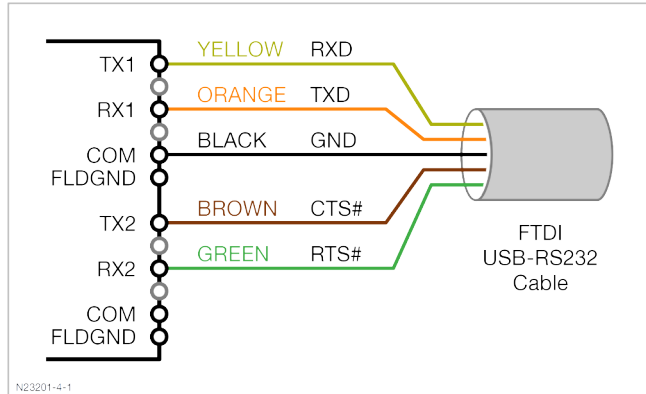 TX1 YELLOW RXD
RX1 ORANGE TXD
COM BLACK GND
FLDGND
TX2 BROWN CTS#
RX2 GREEN RTS#
COM
FLDGND
FTDI
USB-RS232
Cable
N23201-4-1